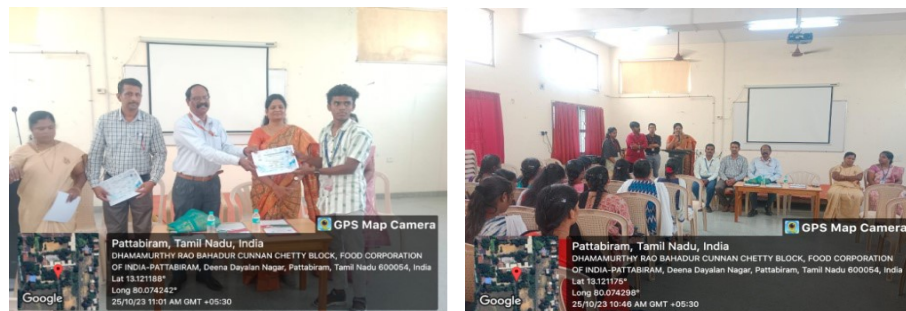 GPS Map Camera
Pattabiram, Tamil Nadu, India
DHAMAMURTHY RAO BAHADUR CUNNAN CHETTY BLOCK, FOOD CORPORATION
OF INDIA-PATTABIRAM, Deena Dayalan Nagar, Pattabiram, Tamil Nadu 600054, India
Lat 13.121188°
Long 80.074242°
25/10/23 11:01 AM GMT +05:30
Google
GPS Map Camera
Pattabiram, Tamil Nadu, India
DHAMAMURTHY RAO BAHADUR CUNNAN CHETTY BLOCK, FOOD CORPORATION
OF INDIA-PATTABIRAM, Deena Dayalan Nagar, Pattabiram, Tamil Nadu 600054, India
Lat 13.121175°
Long 80.074298°
25/10/23 10:46 AM GMT +05:30
Google